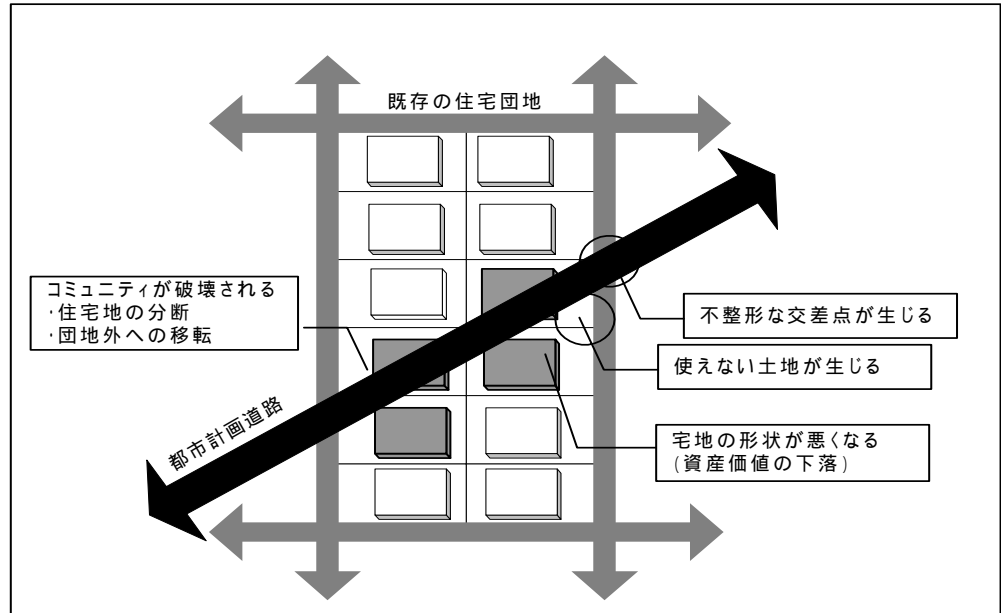 既存の住宅団地
コミュニティが破壊される
・住宅地の分断
・団地外への移転
不整形な交差点が生じる
使えない土地が生じる
宅地の形状が悪くなる
(資産価値の下落)
都市計画道路